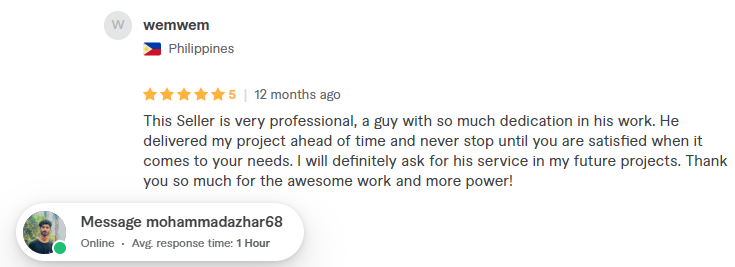 W
wemwem
Philippines
5 | 12 months ago
This Seller is very professional, a guy with so much dedication in his work. He
delivered my project ahead of time and never stop until you are satisfied when it
comes to your needs. I will definitely ask for his service in my future projects. Thank
you so much for the awesome work and more power!
Message mohammadazhar68
Online · Avg. response time: 1 Hour